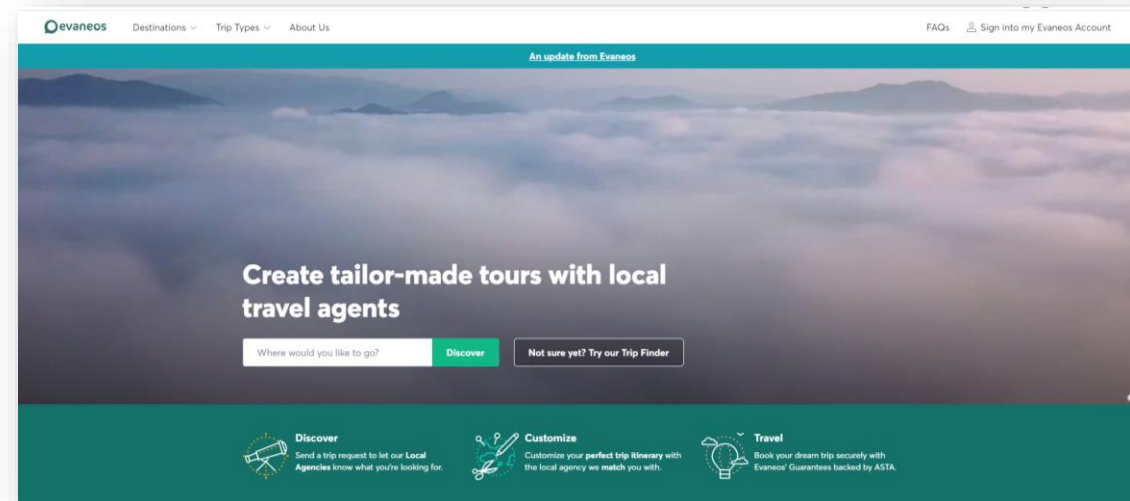 evaneos Destinations Trip Types About Us FAQs Sign into my Evaneos Account
An update from Evaneos
Create tailor-made tours with local
travel agents
Where would you like to go? Discover Not sure yet? Try our Trip Finder
Discover
Send a trip request to let our Local
Agencies know what you're looking for.
Customize
Customize your perfect trip itinerary with
the local agency we match you with.
Travel
Book your dream trip securely with
Evaneos' Guarantees backed by ASTA.